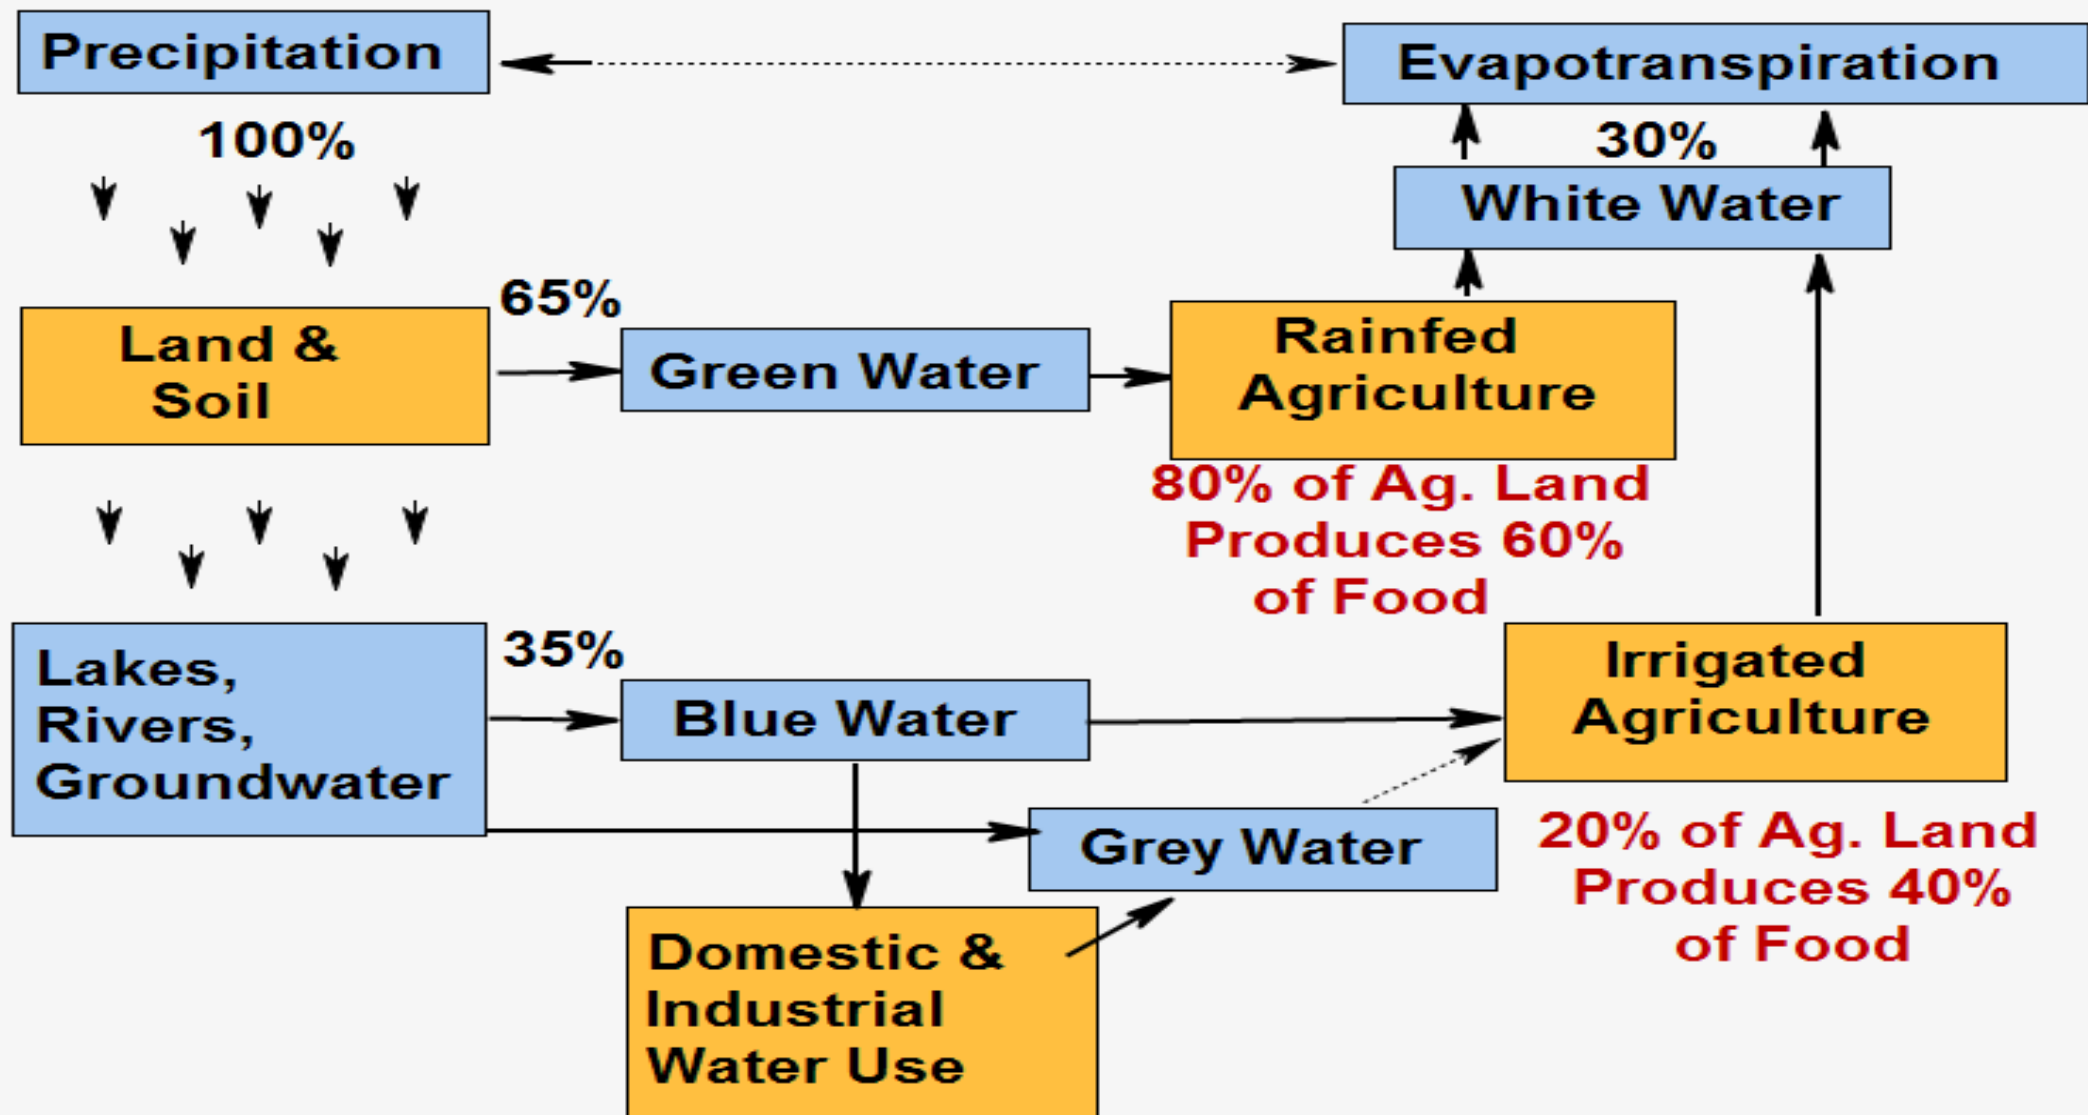 Precipitation
Evapotranspiration
100%
30%
White Water
65%
Land &
Soil
Green Water
Rainfed
Agriculture
80% of Ag. Land
Produces 60%
of Food
Lakes,
Rivers,
Groundwater
35%
Blue Water
Irrigated
Agriculture
Grey Water
20% of Ag. Land
Produces 40%
of Food
Domestic &
Industrial
Water Use